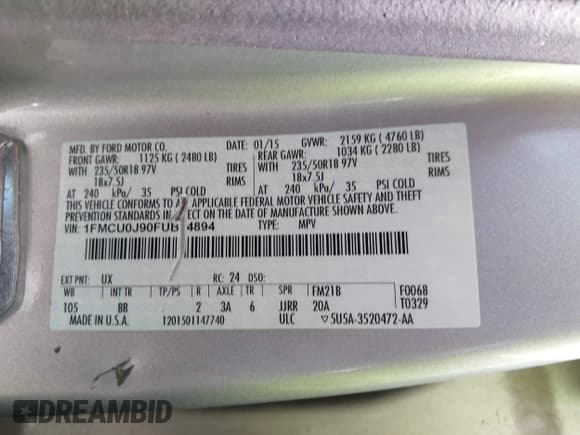 MFD. BY FORD MOTOR CO. DATE: 01/15 GVWR: 2159 KG ( 4760 LB)
FRONT GAWR: 1125 KG ( 2480 LB) REAR GAWR: 1034 KG ( 2280 LB)
WITH 235/50R18 97V TIRES WITH 235/50R18 97V TIRES
18x7.5J RIMS 18x7.5J RIMS
AT 240 kPa/ 35 PSI COLD AT 240 kPa/ 35 PSI COLD
THIS VEHICLE CONFORMS TO ALL APPLICABLE FEDERAL MOTOR VEHICLE SAFETY AND THEFT
PREVENTION STANDARDS IN EFFECT ON THE DATE OF MANUFACTURE SHOWN ABOVE.
VIN: 1FMCU0J90FUB 4894 TYPE: MPV
EXT PNT: UX RC: 24 DSO:
WB INT TR TP/PS R AXLE TR SPR FM21B F0068
105 BB 2 3A 6 JJRR 20A T0329
MADE IN U.S.A. 1201501147740 ULC ▽5U5A-3520472-AA
DREAMBID